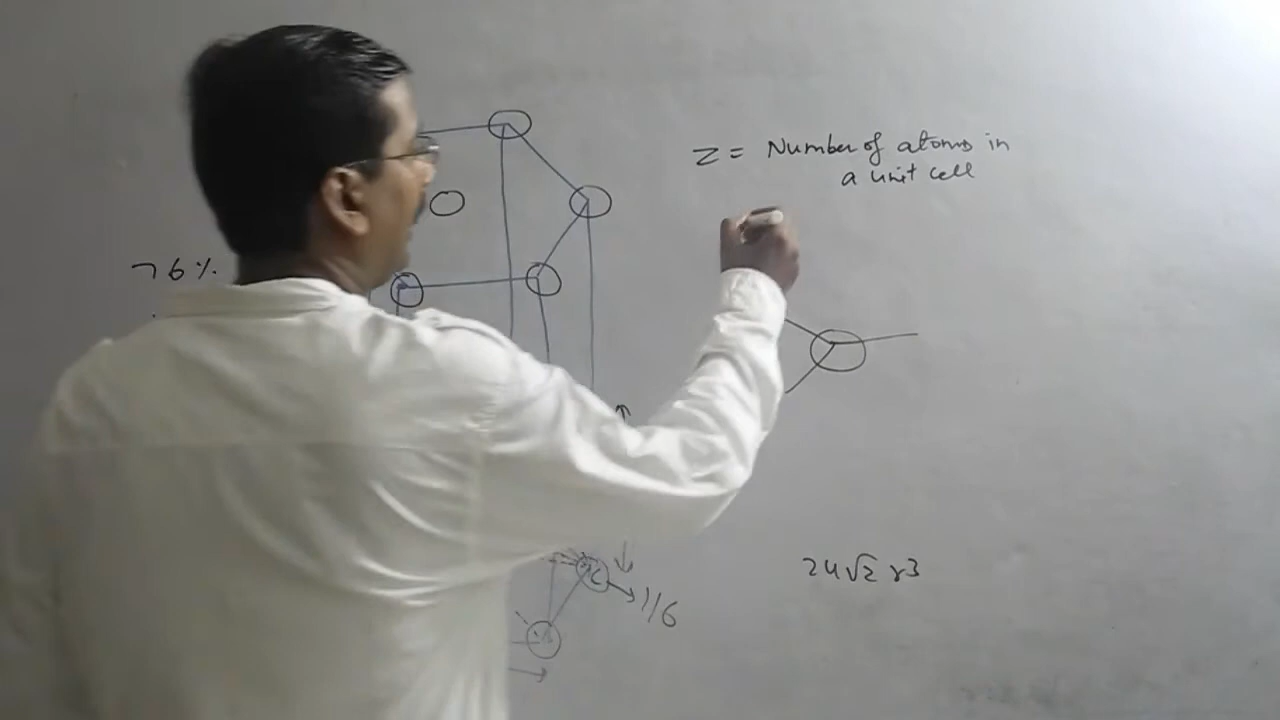 Z = Number of atoms in
a unit cell
76 %.
24√2 r3
1/6